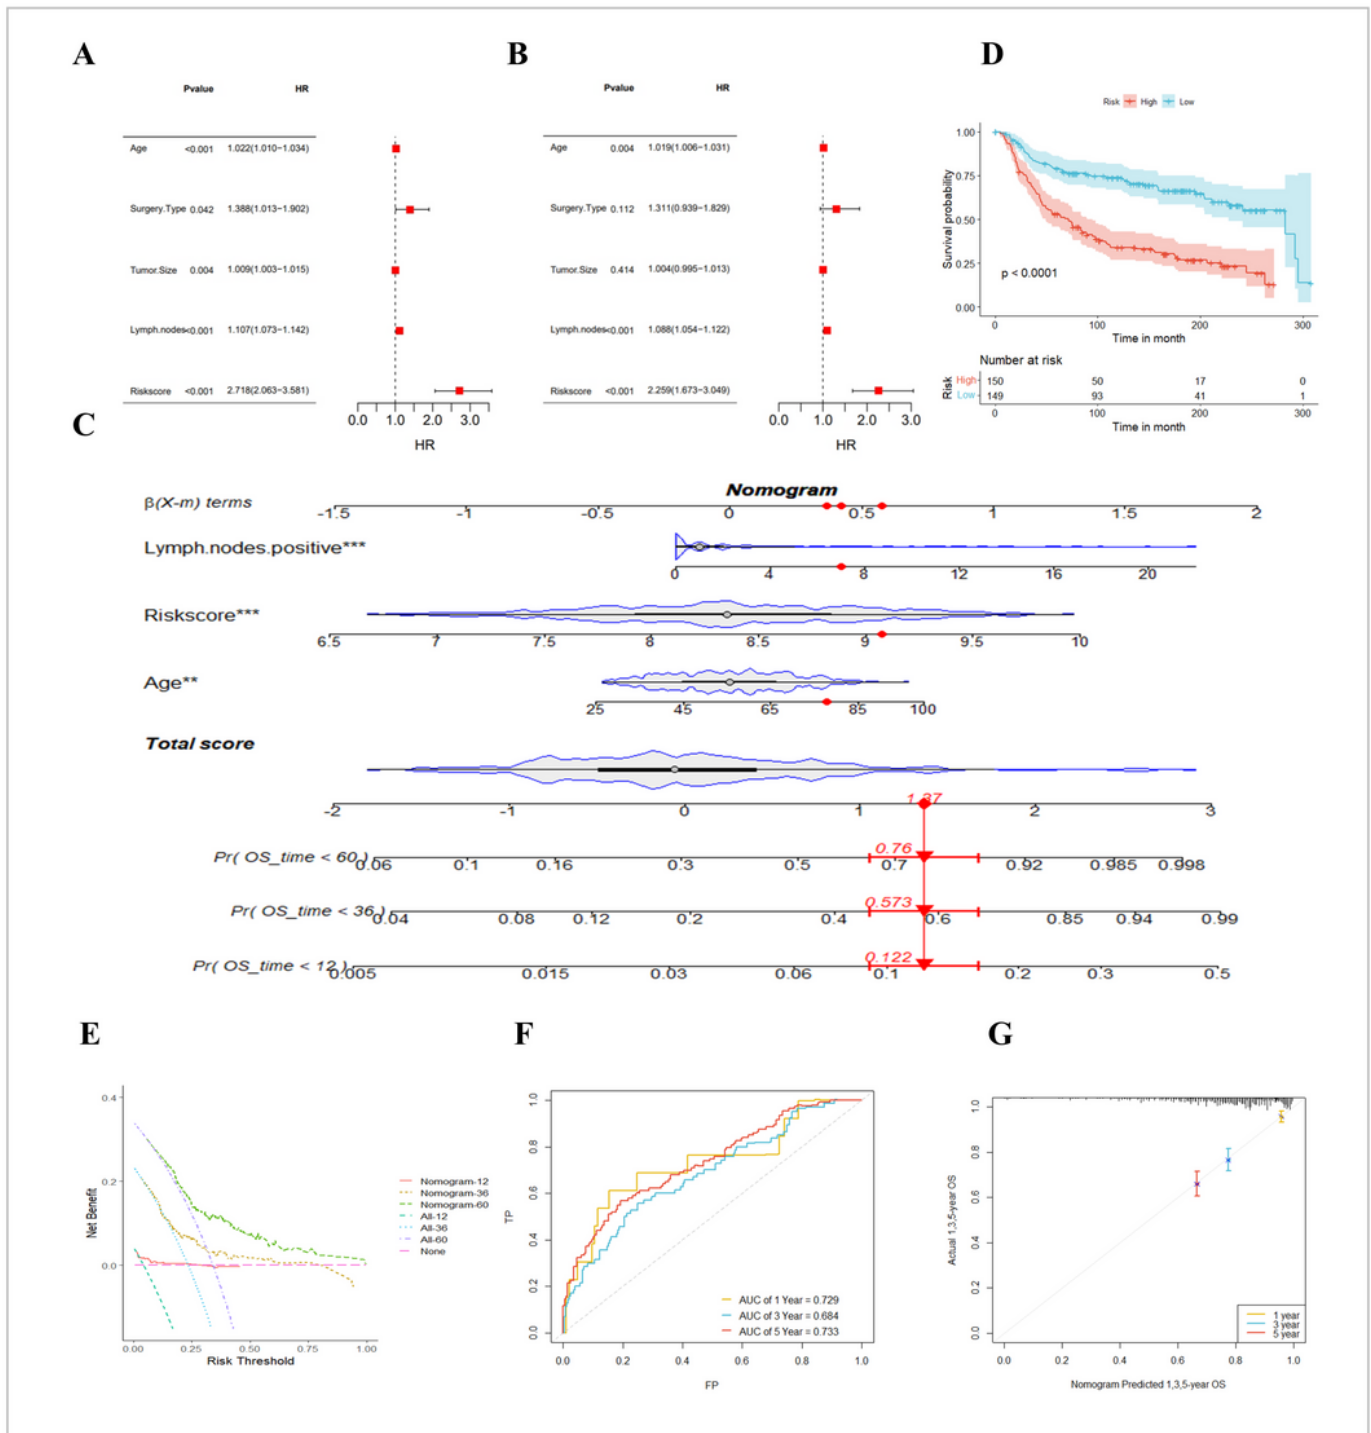 A
Pvalue HR
Age <0.001 1.022(1.010−1.034)
Surgery.Type 0.042 1.388(1.013−1.902)
Tumor.Size 0.004 1.009(1.003−1.015)
Lymph.nodes<0.001 1.107(1.073−1.142)
Riskscore <0.001 2.718(2.063−3.581)
0.0 1.0 2.0 3.0
HR
B
Pvalue HR
Age 0.004 1.019(1.006−1.031)
Surgery.Type 0.112 1.311(0.939−1.829)
Tumor.Size 0.414 1.004(0.995−1.013)
Lymph.nodes<0.001 1.088(1.054−1.122)
Riskscore <0.001 2.259(1.673−3.049)
0.0 1.0 2.0 3.0
HR
D
Risk High Low
Survival probability
1.00
0.75
0.50
0.25
0.00
p < 0.0001
0 100 200 300
Time in month
Number at risk
Risk
High 150 50 17 0
Low 149 93 41 1
0 100 200 300
Time in month
C
Nomogram
β(X-m) terms
-1.5 -1 -0.5 0 0.5 1 1.5 2
Lymph.nodes.positive***
0 4 8 12 16 20
Riskscore***
6.5 7 7.5 8 8.5 9 9.5 10
Age**
25 45 65 85 100
Total score
1.37
-2 -1 0 1 2 3
Pr( OS_time < 60 )
0.76
0.06 0.1 0.16 0.3 0.5 0.7 0.92 0.985 0.998
Pr( OS_time < 36 )
0.573
0.04 0.08 0.12 0.2 0.4 0.6 0.85 0.94 0.99
Pr( OS_time < 12 )
0.122
0.005 0.015 0.03 0.06 0.1 0.2 0.3 0.5
E
Net Benefit
0.4
0.2
0.0
0.00 0.25 0.50 0.75 1.00
Risk Threshold
Nomogram-12
Nomogram-36
Nomogram-60
All-12
All-36
All-60
None
F
TP
1.0
0.8
0.6
0.4
0.2
0.0
AUC of 1 Year = 0.729
AUC of 3 Year = 0.684
AUC of 5 Year = 0.733
0.0 0.2 0.4 0.6 0.8 1.0
FP
G
Actual 1,3,5-year OS
1.0
0.8
0.6
0.4
0.2
0.0
1 year
3 year
5 year
0.0 0.2 0.4 0.6 0.8 1.0
Nomogram Predicted 1,3,5-year OS